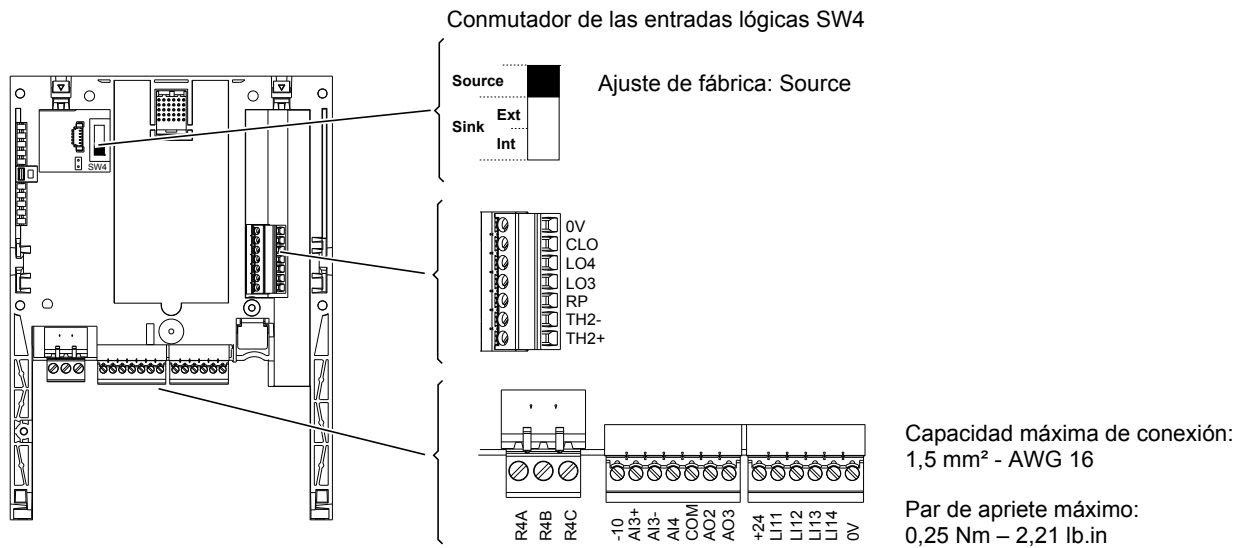 Conmutador de las entradas lógicas SW4
Source
Ajuste de fábrica: Source
Sink
Ext
Int
SW4
0V
CLO
LO4
LO3
RP
TH2-
TH2+
R4A
R4B
R4C
-10
AI3+
AI3-
AI4
COM
AO2
AO3
+24
LI11
LI12
LI13
LI14
0V
Capacidad máxima de conexión:
1,5 mm² - AWG 16
Par de apriete máximo:
0,25 Nm – 2,21 lb.in